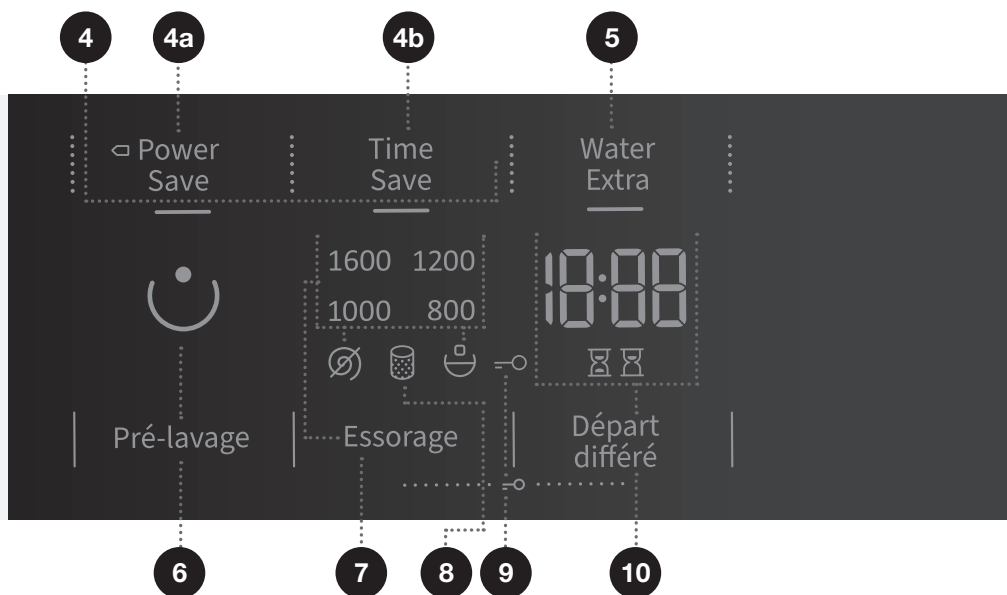 4 4a 4b 5
Power Time Water
Save Save Extra
1600 1200 18:88
1000 800
Pré-lavage Essorage Départ
différé
6 7 8 9 10